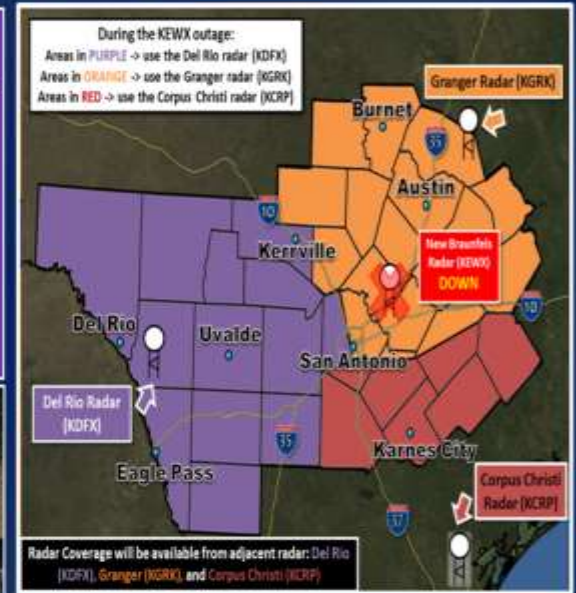 During the KEWX outage:
Areas in PURPLE -> use the Del Rio radar (KDFX)
Areas in ORANGE -> use the Granger radar (KGRK)
Areas in RED -> use the Corpus Christi radar (KCRP)
Granger Radar (KGRK)
Burnet
35
Austin
10
Kerrville
New Braunfels
Radar (KEWX)
DOWN
Del Rio
Uvalde
San Antonio
10
Del Rio Radar
(KDFX)
35
Karnes City
Eagle Pass
Corpus Christi
Radar (KCRP)
37
Radar Coverage will be available from adjacent radar: Del Rio
(KDFX), Granger (KGRK), and Corpus Christi (KCRP)